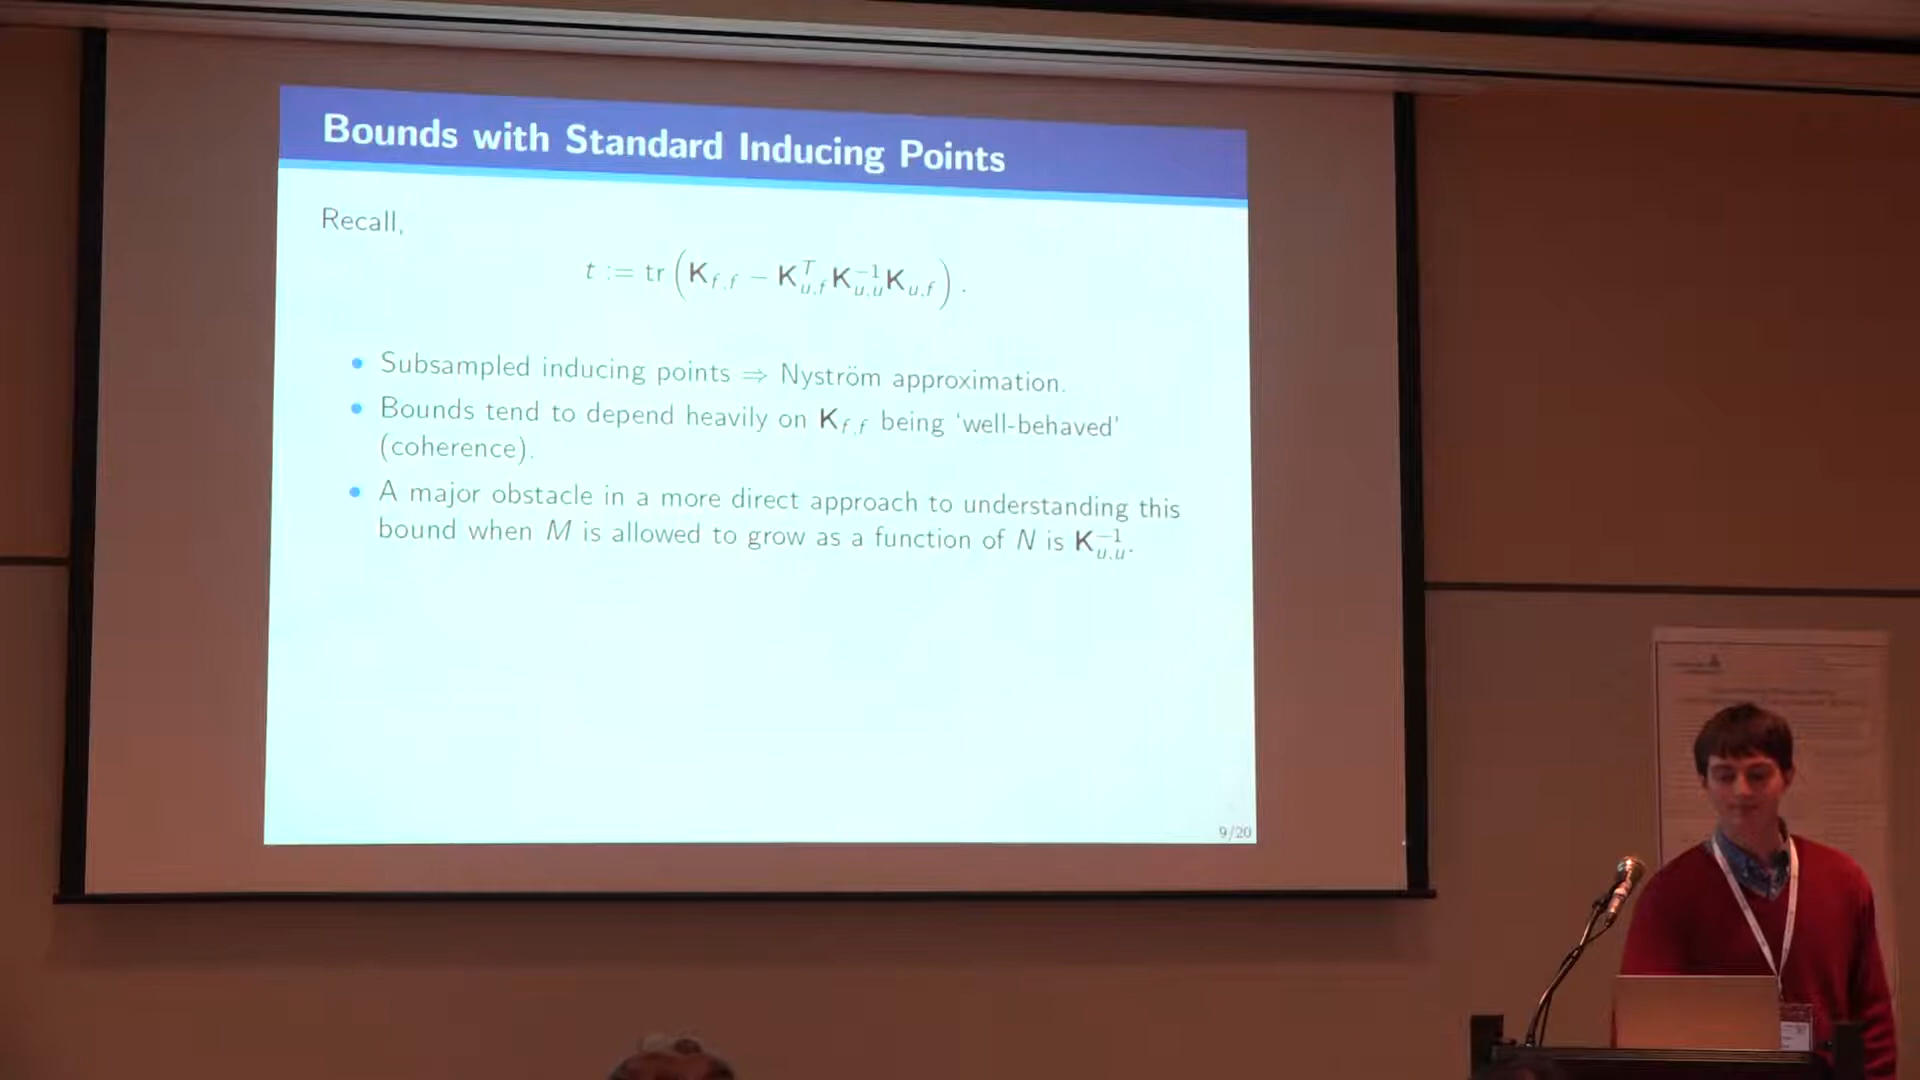 Bounds with Standard Inducing Points
Recall,
t := tr(K_{f,f} − K_{u,f}^T K_{u,u}^{−1} K_{u,f}).
• Subsampled inducing points ⇒ Nyström approximation.
• Bounds tend to depend heavily on K_{f,f} being ‘well-behaved’
(coherence).
• A major obstacle in a more direct approach to understanding this
bound when M is allowed to grow as a function of N is K_{u,u}^{−1}.
9/20